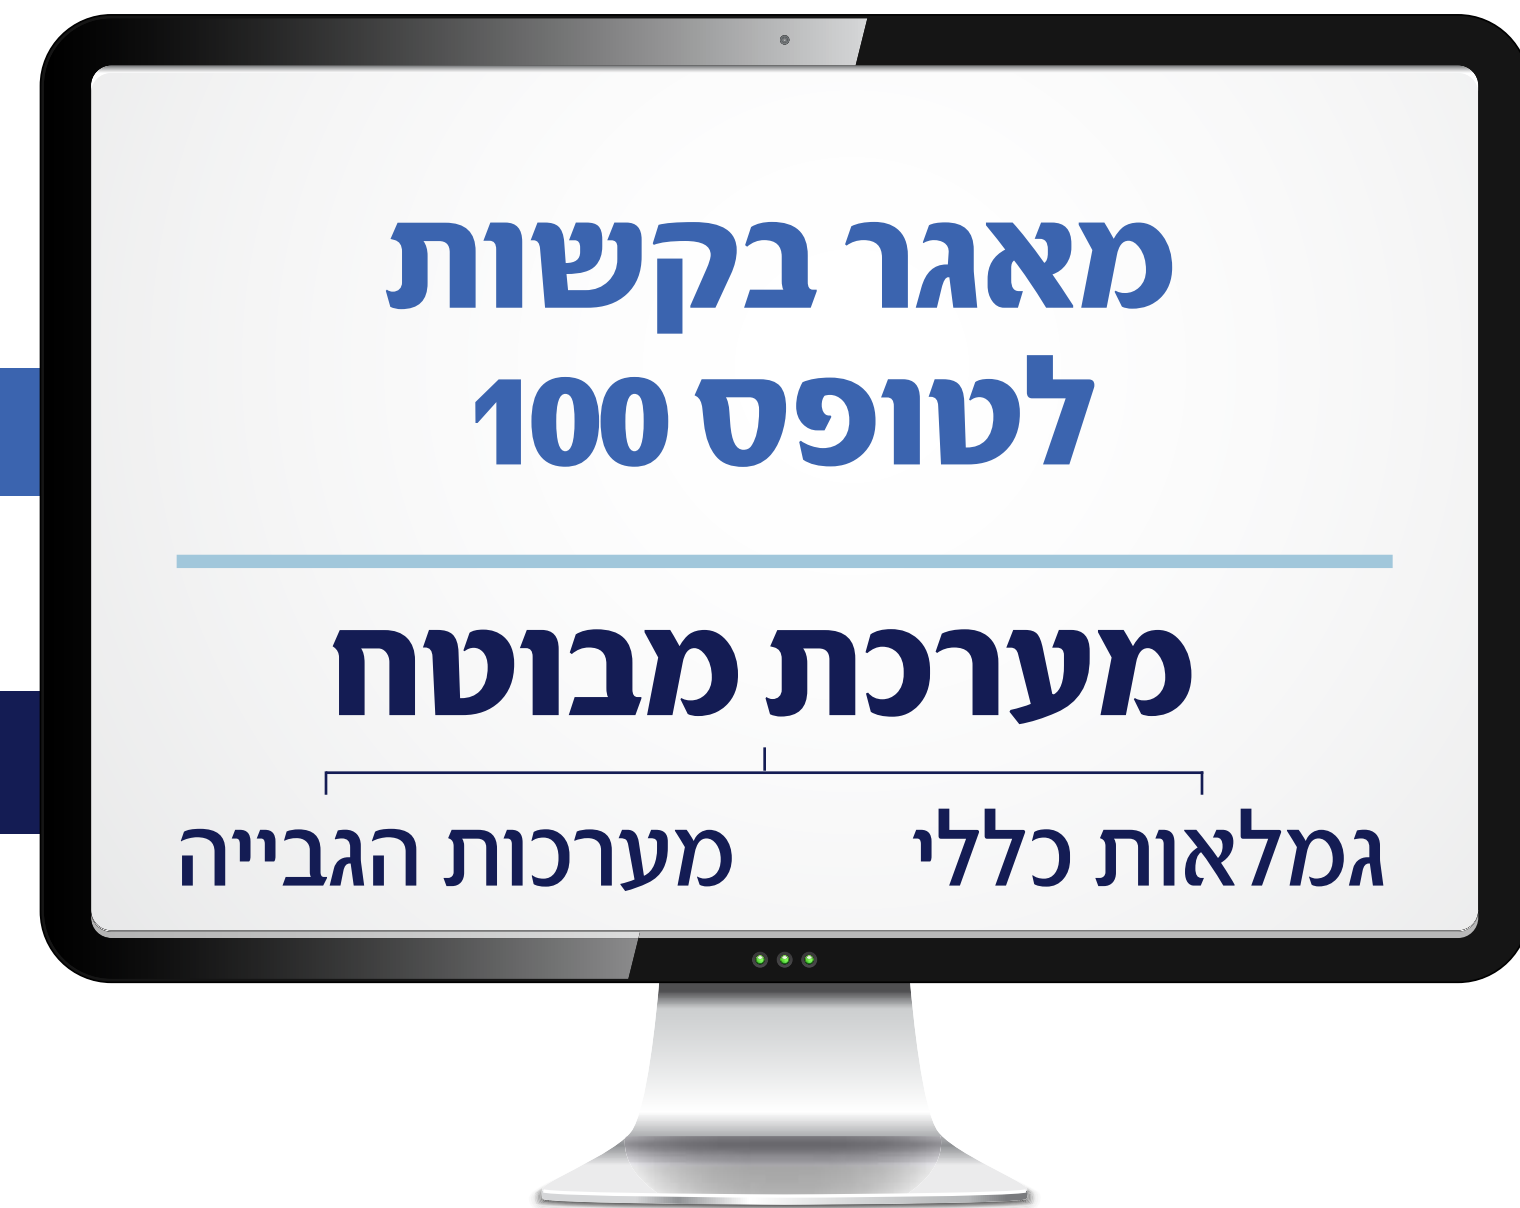 מאגר בקשות
לטופס 100
מערכת מבוטח
גמלאות כללי
מערכות הגבייה